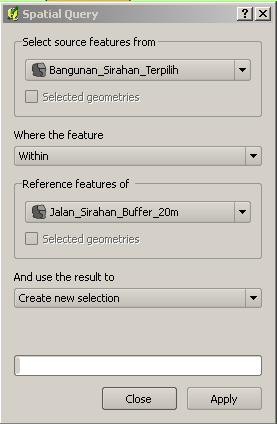 Spatial Query
Select source features from
Bangunan_Sirahan_Terpilih
Selected geometries
Where the feature
Within
Reference features of
Jalan_Sirahan_Buffer_20m
Selected geometries
And use the result to
Create new selection
Close
Apply